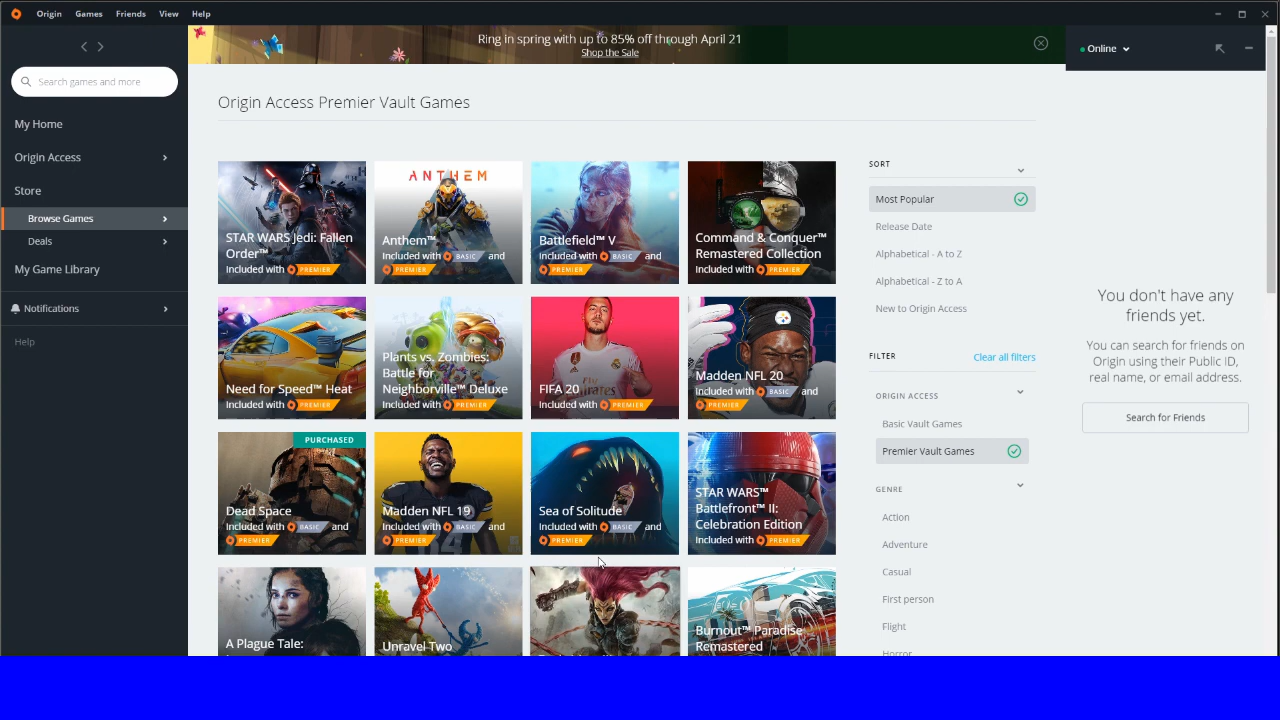 Origin Games Friends View Help
Search games and more
My Home
Origin Access
Store
Browse Games
Deals
My Game Library
Notifications
Help
Ring in spring with up to 85% off through April 21
Shop the Sale
Origin Access Premier Vault Games
STAR WARS Jedi: Fallen
Order™
Included with PREMIER
ANTHEM
Anthem™
Included with BASIC and
PREMIER
Battlefield™ V
Included with BASIC and
PREMIER
Command & Conquer™
Remastered Collection
Included with PREMIER
Need for Speed™ Heat
Included with PREMIER
Plants vs. Zombies:
Battle for
Neighborville™ Deluxe
Included with PREMIER
FIFA 20
Included with PREMIER
Madden NFL 20
Included with BASIC and
PREMIER
PURCHASED
Dead Space
Included with BASIC and
PREMIER
Madden NFL 19
Included with BASIC and
PREMIER
Sea of Solitude
Included with BASIC and
PREMIER
STAR WARS™
Battlefront™ II:
Celebration Edition
Included with PREMIER
A Plague Tale:
Unravel Two
Burnout™ Paradise
Remastered
SORT
Most Popular
Release Date
Alphabetical - A to Z
Alphabetical - Z to A
New to Origin Access
FILTER Clear all filters
ORIGIN ACCESS
Basic Vault Games
Premier Vault Games
GENRE
Action
Adventure
Casual
First person
Flight
Horror
Online
You don't have any
friends yet.
You can search for friends on
Origin using their Public ID,
real name, or email address.
Search for Friends